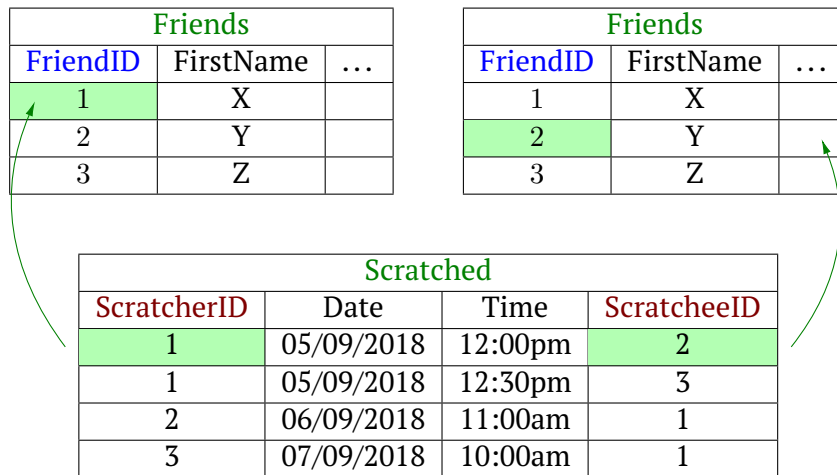 Friends
FriendID FirstName ...
1 X
2 Y
3 Z
Friends
FriendID FirstName ...
1 X
2 Y
3 Z
Scratched
ScratcherID Date Time ScratcheeID
1 05/09/2018 12:00pm 2
1 05/09/2018 12:30pm 3
2 06/09/2018 11:00am 1
3 07/09/2018 10:00am 1